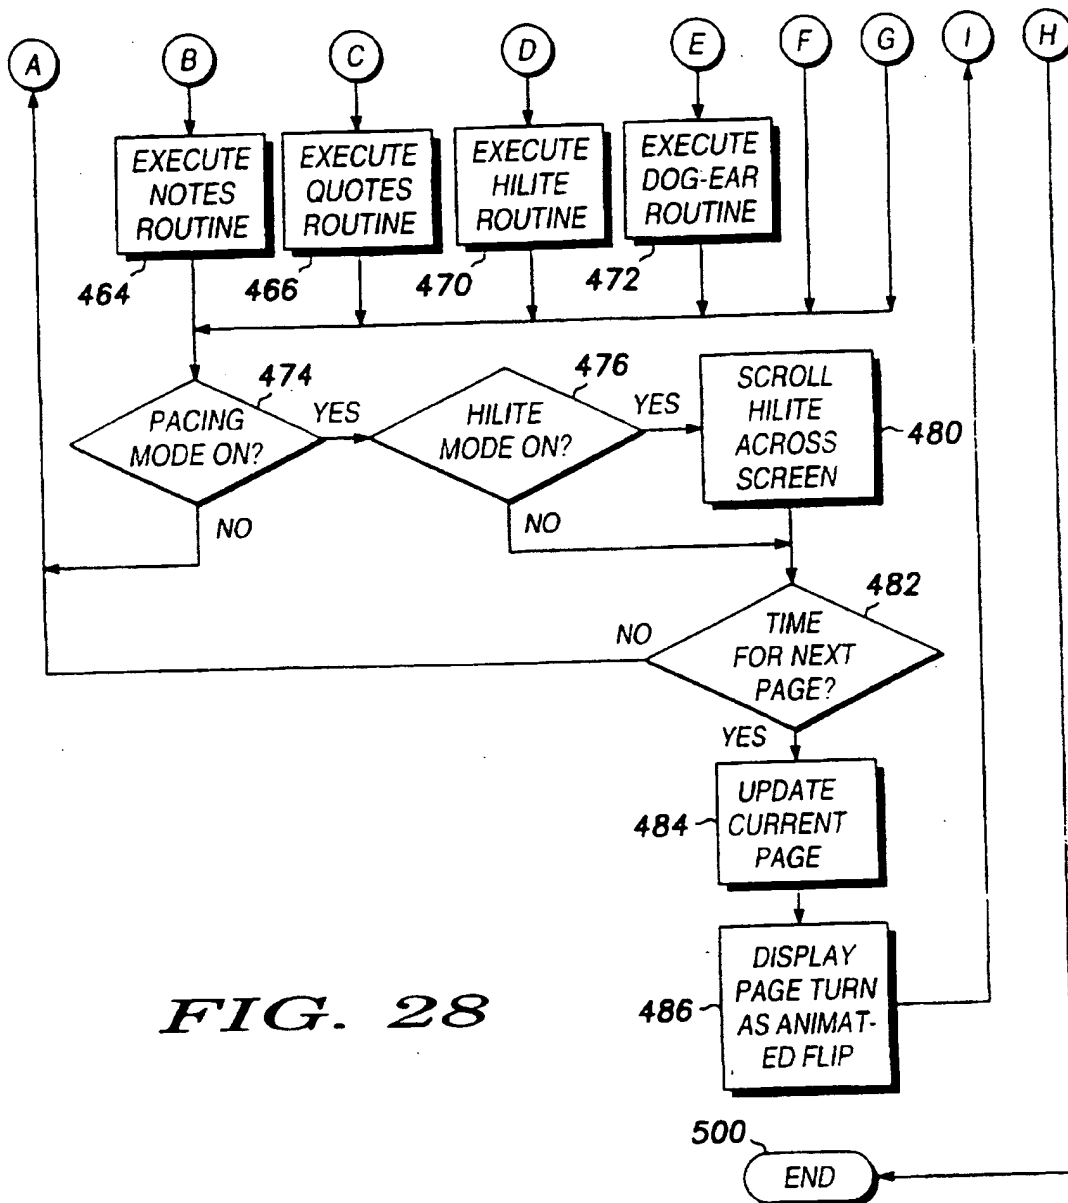 A
B
C
D
E
F
G
I
H
EXECUTE
NOTES
ROUTINE
464
EXECUTE
QUOTES
ROUTINE
466
EXECUTE
HILITE
ROUTINE
470
EXECUTE
DOG-EAR
ROUTINE
472
PACING
MODE ON?
474
YES
NO
HILITE
MODE ON?
476
YES
NO
SCROLL
HILITE
ACROSS
SCREEN
480
TIME
FOR NEXT
PAGE?
482
NO
YES
UPDATE
CURRENT
PAGE
484
DISPLAY
PAGE TURN
AS ANIMAT-
ED FLIP
486
FIG. 28
500
END